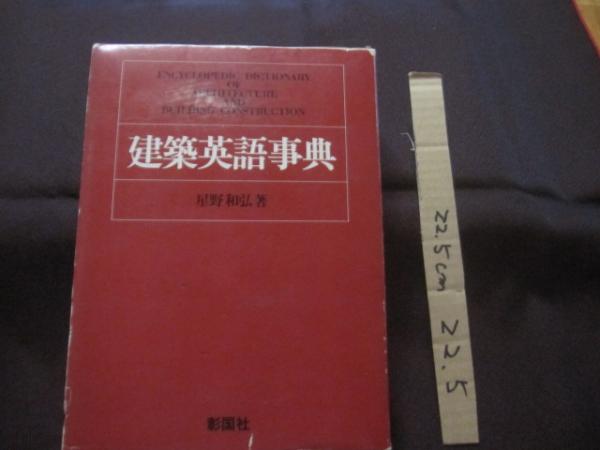 ENCYCLOPEDIC DICTIONARY
OF
ARCHITECTURE
AND
BUILDING CONSTRUCTION
建築英語事典
星野和弘著
彰国社
22.5cm 22.5